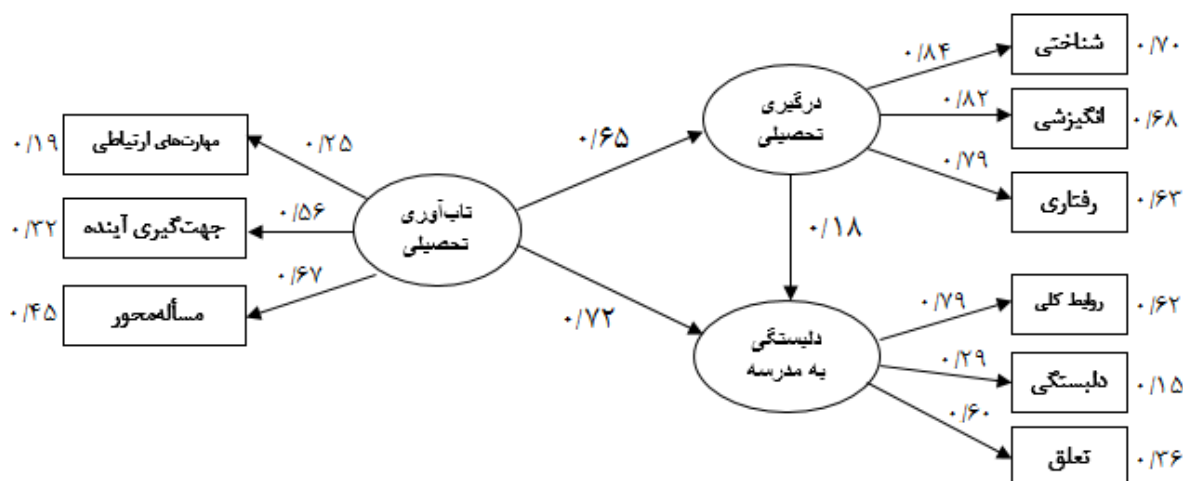 شناختی
۰/۷۰
۰/۸۴
درگیری
تحصیلی
۰/۸۲
انگیزشی
۰/۶۸
۰/۷۹
رفتاری
۰/۶۳
۰/۶۵
۰/۱۹
مهارت‌های ارتباطی
۰/۲۵
تاب‌آوری
تحصیلی
۰/۳۲
جهت‌گیری آینده
۰/۵۶
۰/۴۵
مسأله‌محور
۰/۶۷
۰/۱۸
۰/۷۲
دلبستگی
به مدرسه
۰/۷۹
روابط کلی
۰/۶۲
۰/۲۹
دلبستگی
۰/۱۵
۰/۶۰
تعلق
۰/۳۶